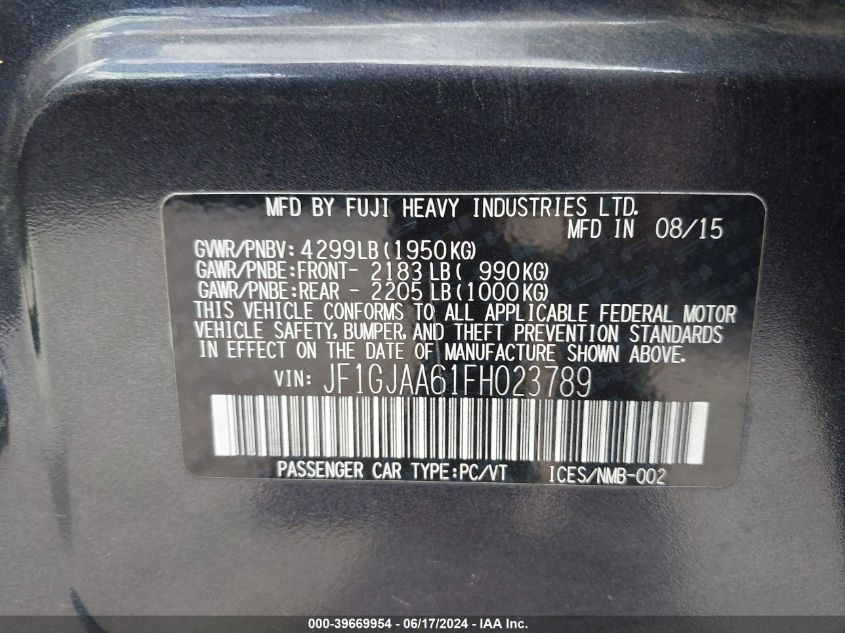 MFD BY FUJI HEAVY INDUSTRIES LTD.
MFD IN 08/15
GVWR/PNBV: 4299LB(1950KG)
GAWR/PNBE:FRONT- 2183 LB( 990KG)
GAWR/PNBE:REAR - 2205 LB(1000KG)
THIS VEHICLE CONFORMS TO ALL APPLICABLE FEDERAL MOTOR
VEHICLE SAFETY, BUMPER, AND THEFT PREVENTION STANDARDS
IN EFFECT ON THE DATE OF MANUFACTURE SHOWN ABOVE.
VIN: JF1GJAA61FH023789
PASSENGER CAR TYPE:PC/VT ICES/NMB-002
000-39669954 - 06/17/2024 - IAA Inc.